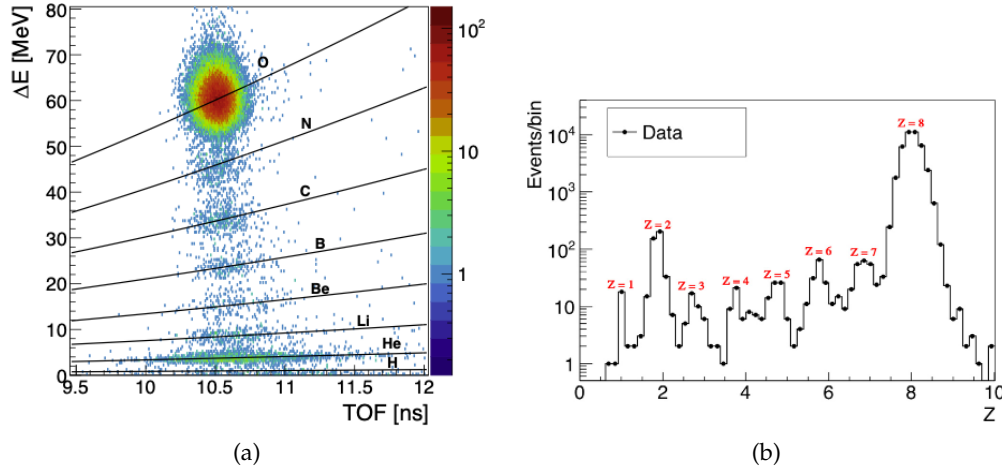 ΔE [MeV]
80
70
60
50
40
30
20
10
0
O
N
C
B
Be
Li
He
H
9.5
10
10.5
11
11.5
12
TOF [ns]
10²
10
1
(a)
Events/bin
10⁴
10³
10²
10
1
Data
Z = 1
Z = 2
Z = 3
Z = 4
Z = 5
Z = 6
Z = 7
Z = 8
0
2
4
6
8
10
Z
(b)